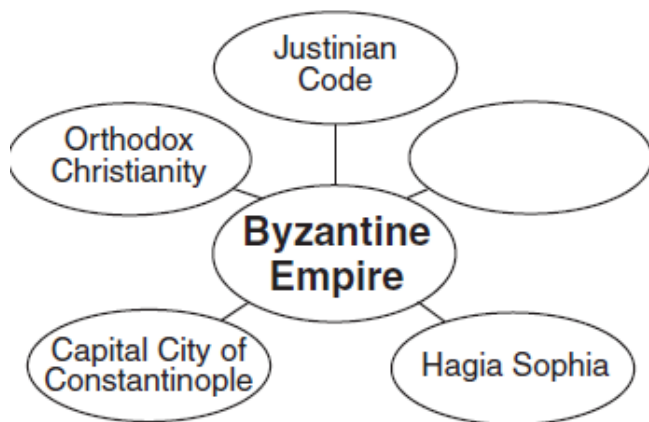 Justinian
Code
Orthodox
Christianity
Byzantine
Empire
Capital City of
Constantinople
Hagia Sophia